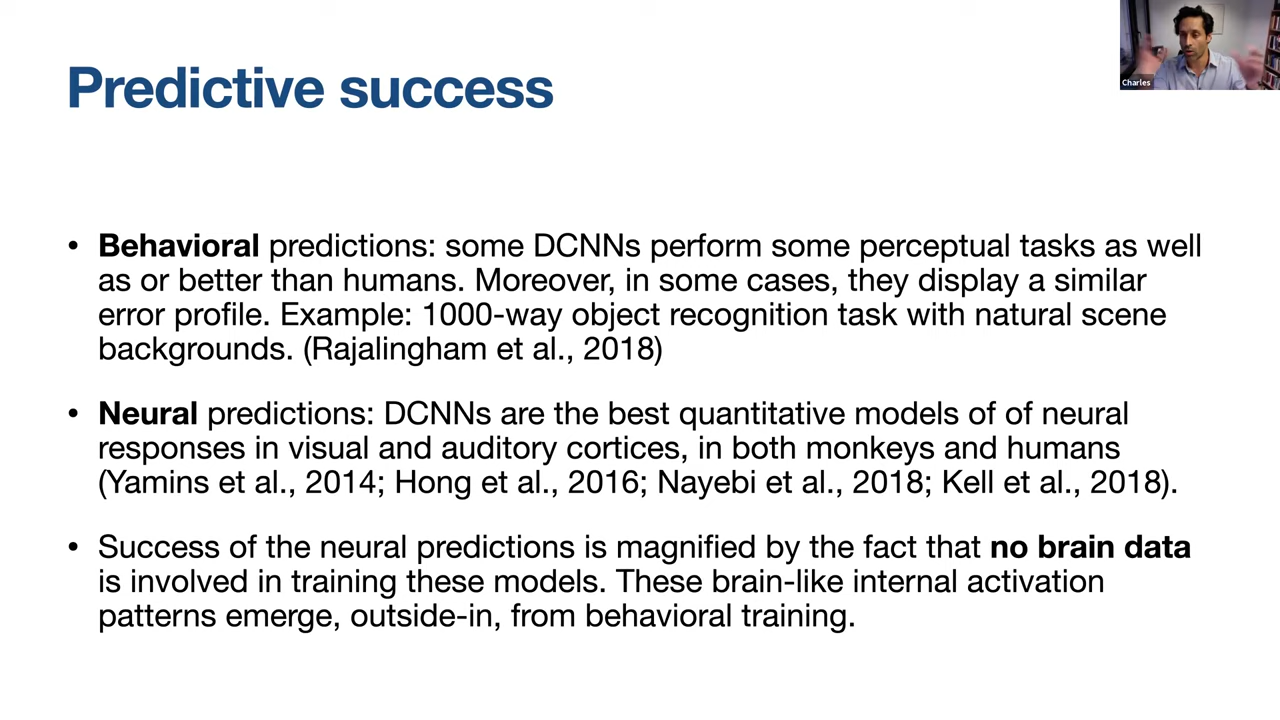 Predictive success
Charles
• Behavioral predictions: some DCNNs perform some perceptual tasks as well
as or better than humans. Moreover, in some cases, they display a similar
error profile. Example: 1000-way object recognition task with natural scene
backgrounds. (Rajalingham et al., 2018)
• Neural predictions: DCNNs are the best quantitative models of of neural
responses in visual and auditory cortices, in both monkeys and humans
(Yamins et al., 2014; Hong et al., 2016; Nayebi et al., 2018; Kell et al., 2018).
• Success of the neural predictions is magnified by the fact that no brain data
is involved in training these models. These brain-like internal activation
patterns emerge, outside-in, from behavioral training.